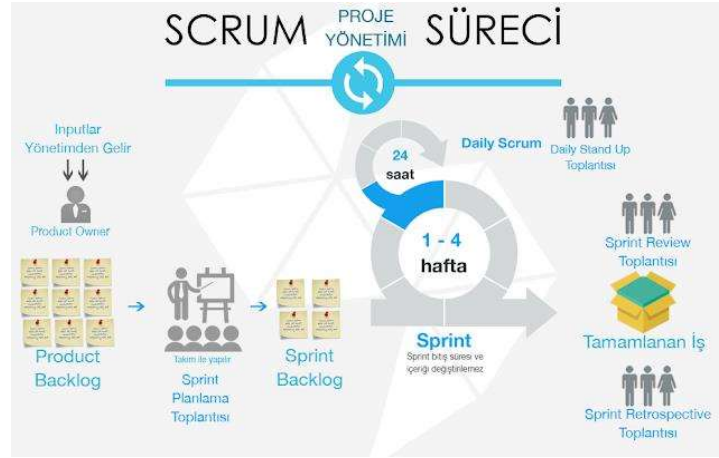 SCRUM PROJE YÖNETİMİ SÜRECİ
Inputlar
Yönetimden Gelir
Product Owner
Product
Backlog
Takım ile yapılır
Sprint
Planlama
Toplantısı
Sprint
Backlog
24
saat
Daily Scrum
Daily Stand Up
Toplantısı
1 - 4
hafta
Sprint
Sprint bitiş süresi ve
içeriği değiştirilemez
Sprint Review
Toplantısı
Tamamlanan İş
Sprint Retrospective
Toplantısı